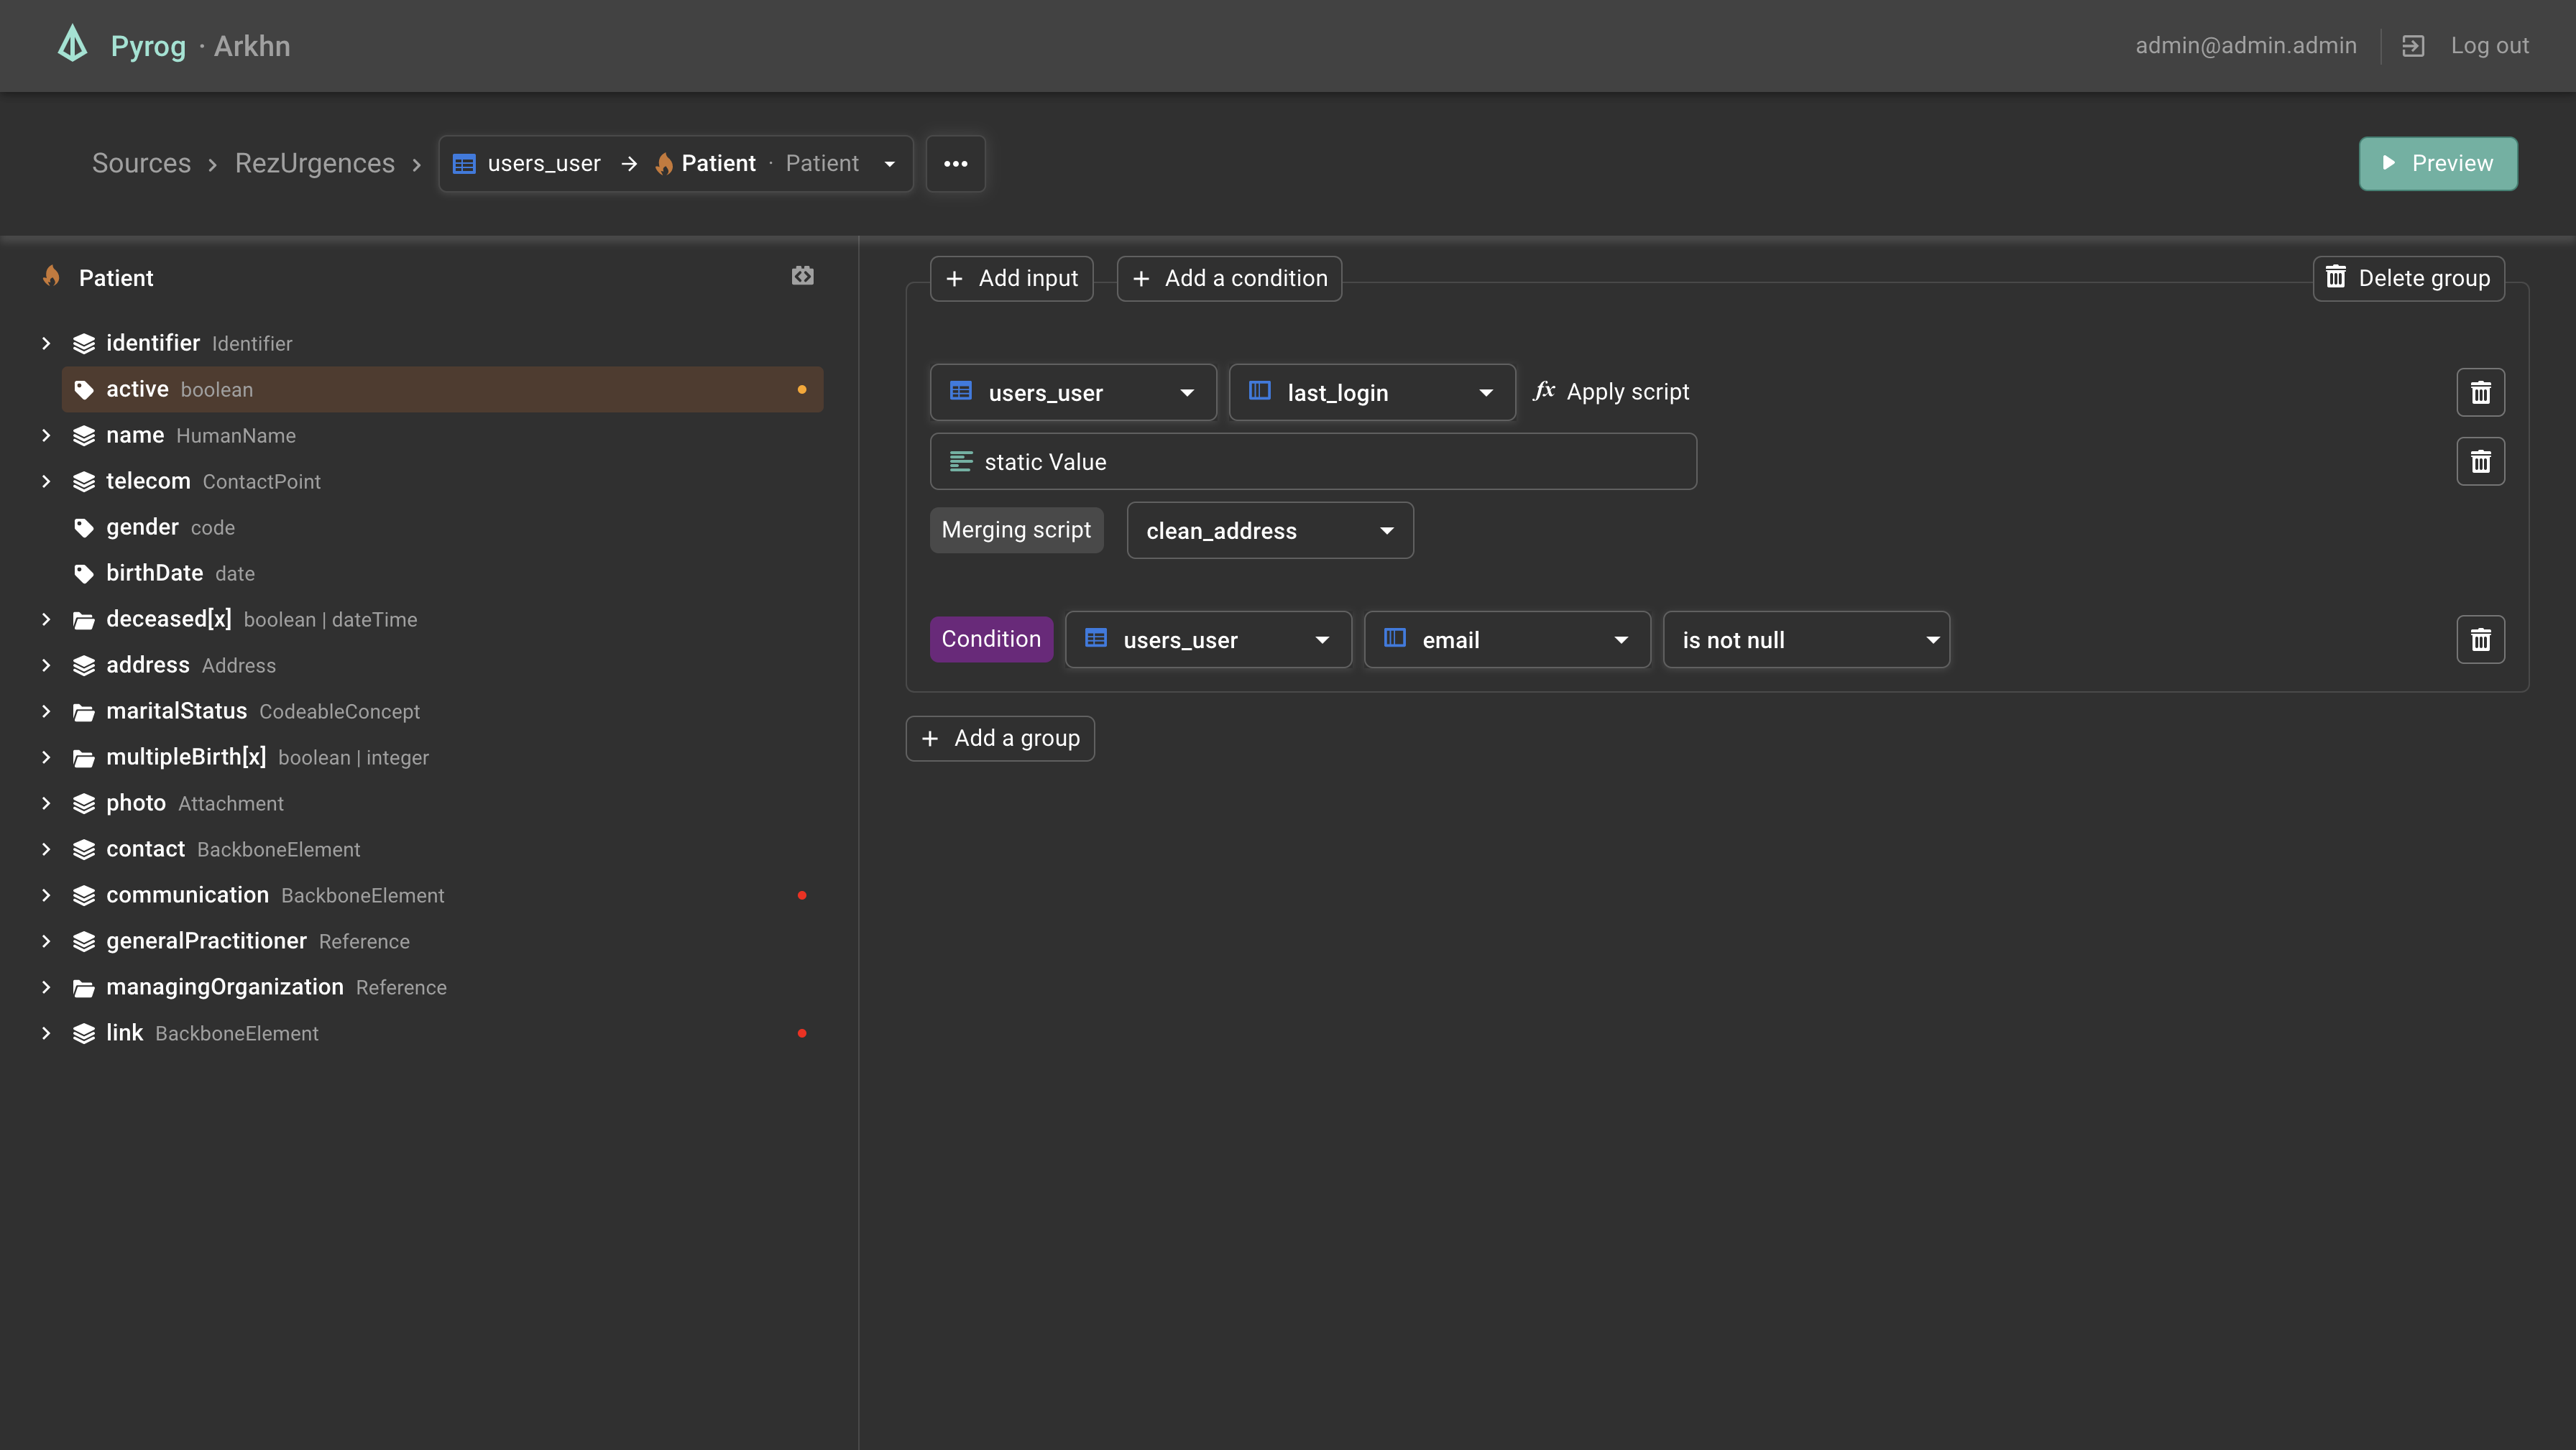 Pyrog · Arkhn
admin@admin.admin
Log out
Sources › RezUrgences › users_user → Patient · Patient
Preview
Patient
identifier Identifier
active boolean
name HumanName
telecom ContactPoint
gender code
birthDate date
deceased[x] boolean | dateTime
address Address
maritalStatus CodeableConcept
multipleBirth[x] boolean | integer
photo Attachment
contact BackboneElement
communication BackboneElement
generalPractitioner Reference
managingOrganization Reference
link BackboneElement
+ Add input
+ Add a condition
Delete group
users_user last_login fx Apply script
static Value
Merging script clean_address
Condition users_user email is not null
+ Add a group